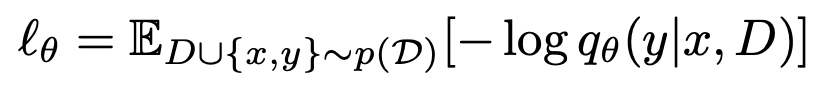 ℓ_θ = 𝔼_{D∪{x,y}∼p(𝒟)}[− log q_θ(y|x, D)]